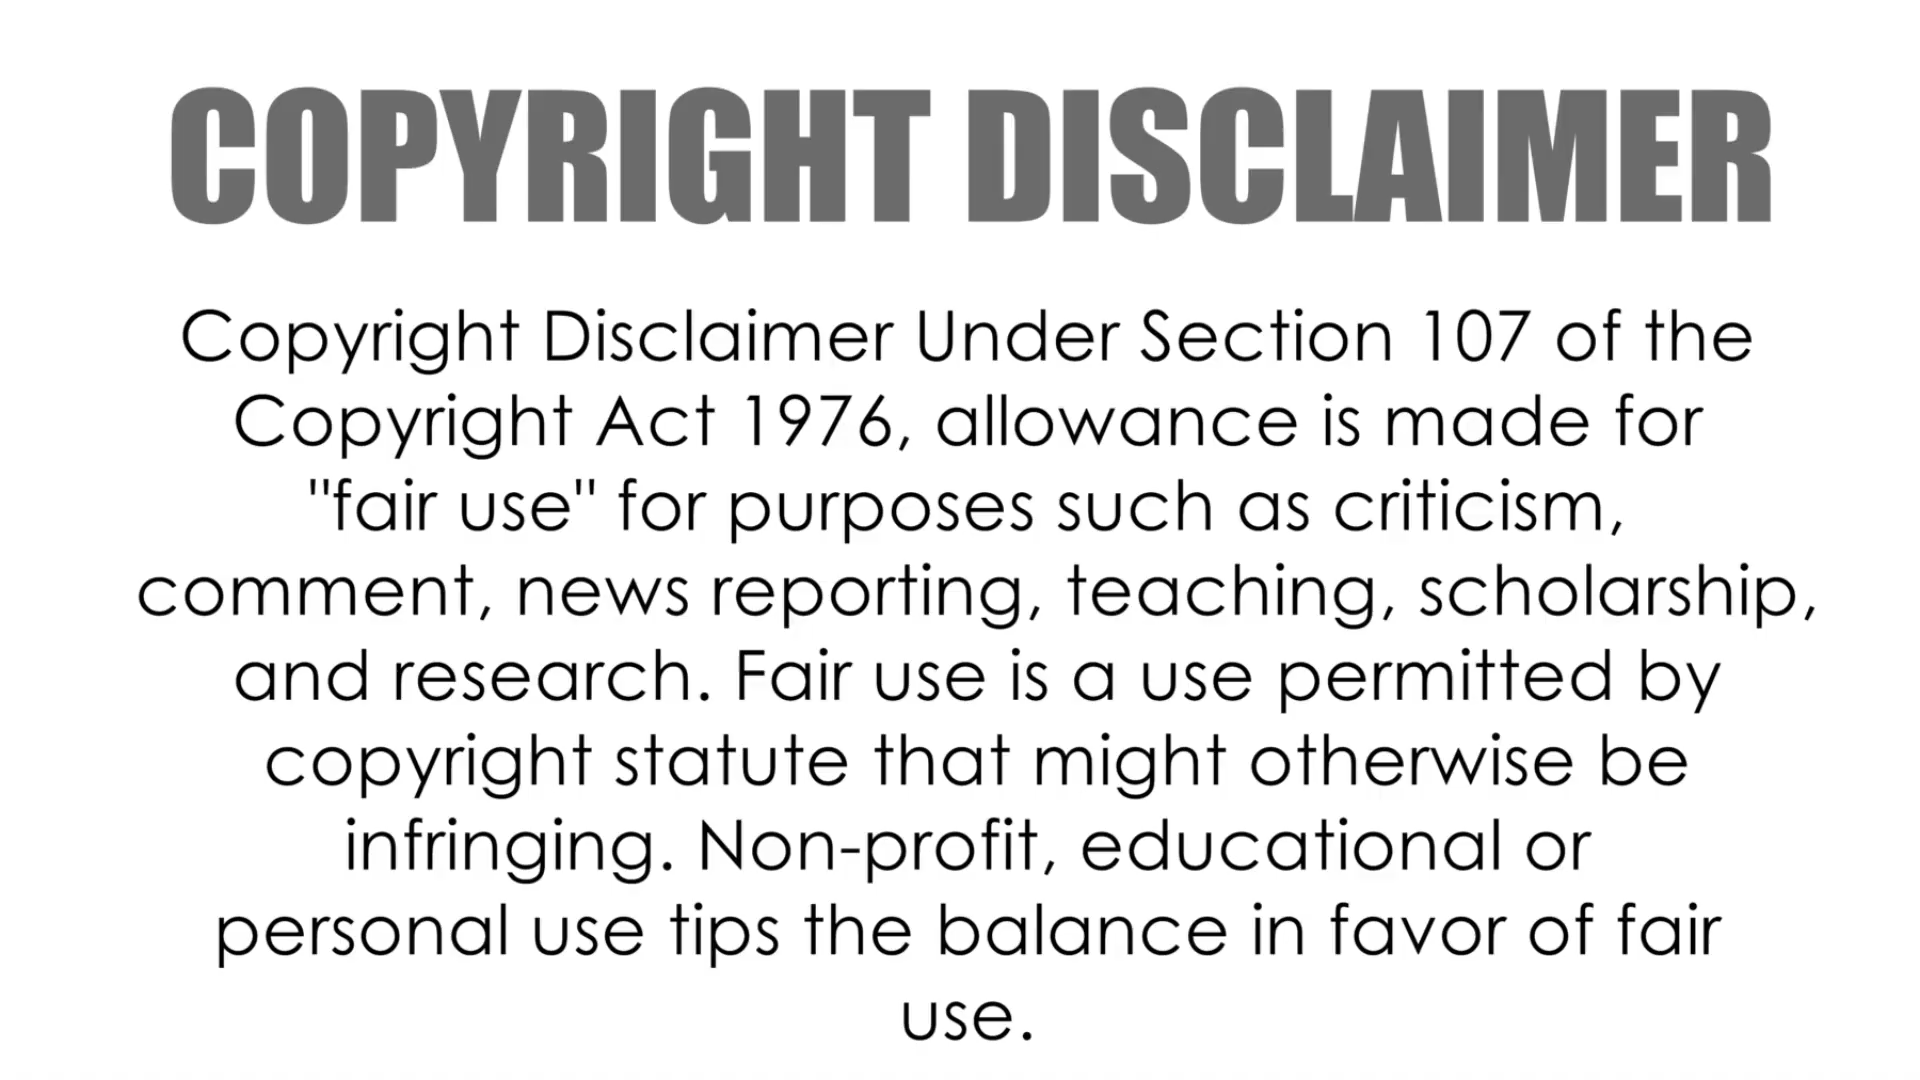 COPYRIGHT DISCLAIMER
Copyright Disclaimer Under Section 107 of the
Copyright Act 1976, allowance is made for
"fair use" for purposes such as criticism,
comment, news reporting, teaching, scholarship,
and research. Fair use is a use permitted by
copyright statute that might otherwise be
infringing. Non-profit, educational or
personal use tips the balance in favor of fair
use.